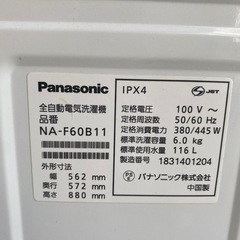 Panasonic
全自動電気洗濯機
品番
NA-F60B11
外形寸法
幅 562 mm
奥行 572 mm
高さ 880 mm
IPX4
JET
定格電圧 100 V ～
定格周波数 50/60 Hz
定格消費電力 380/445 W
標準洗濯容量 6.0 kg
標準使用水量 116 L
製造番号 1831401204
PS E
パナソニック株式会社
中国製